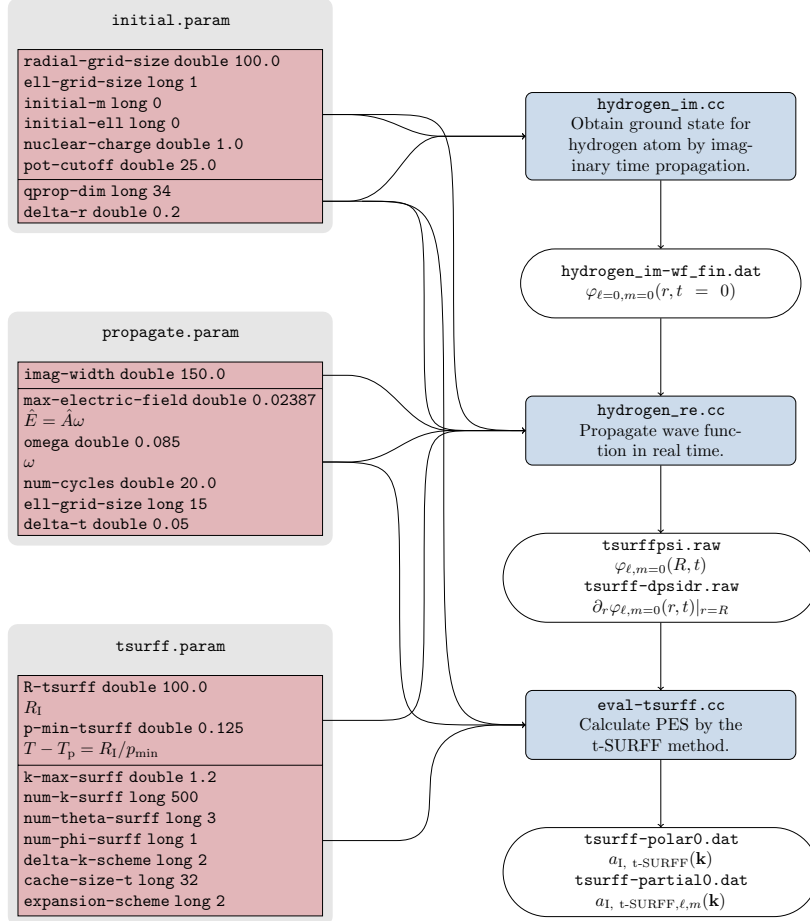 initial.param
radial-grid-size double 100.0
ell-grid-size long 1
initial-m long 0
initial-ell long 0
nuclear-charge double 1.0
pot-cutoff double 25.0
qprop-dim long 34
delta-r double 0.2
propagate.param
imag-width double 150.0
max-electric-field double 0.02387
Ê = Âω
omega double 0.085
ω
num-cycles double 20.0
ell-grid-size long 15
delta-t double 0.05
tsurff.param
R-tsurff double 100.0
R_I
p-min-tsurff double 0.125
T − T_p = R_I/p_min
k-max-surff double 1.2
num-k-surff long 500
num-theta-surff long 3
num-phi-surff long 1
delta-k-scheme long 2
cache-size-t long 32
expansion-scheme long 2
hydrogen_im.cc
Obtain ground state for
hydrogen atom by imag-
inary time propagation.
hydrogen_im-wf_fin.dat
φ_{ℓ=0,m=0}(r, t = 0)
hydrogen_re.cc
Propagate wave func-
tion in real time.
tsurffpsi.raw
φ_{ℓ,m=0}(R, t)
tsurff-dpsidr.raw
∂_r φ_{ℓ,m=0}(r, t)|_{r=R}
eval-tsurff.cc
Calculate PES by the
t-SURFF method.
tsurff-polar0.dat
a_{I, t-SURFF}(k)
tsurff-partial0.dat
a_{I, t-SURFF,ℓ,m}(k)